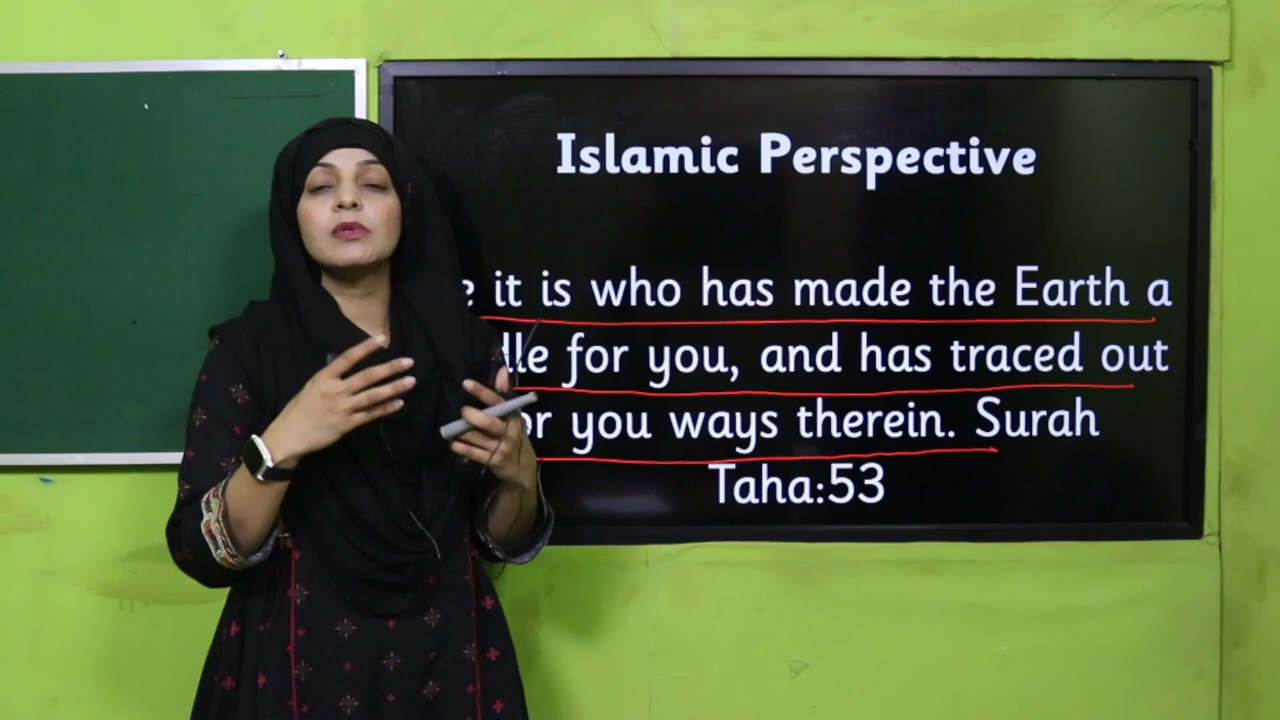 Islamic Perspective
it is who has made the Earth a
for you, and has traced out
you ways therein. Surah
Taha:53